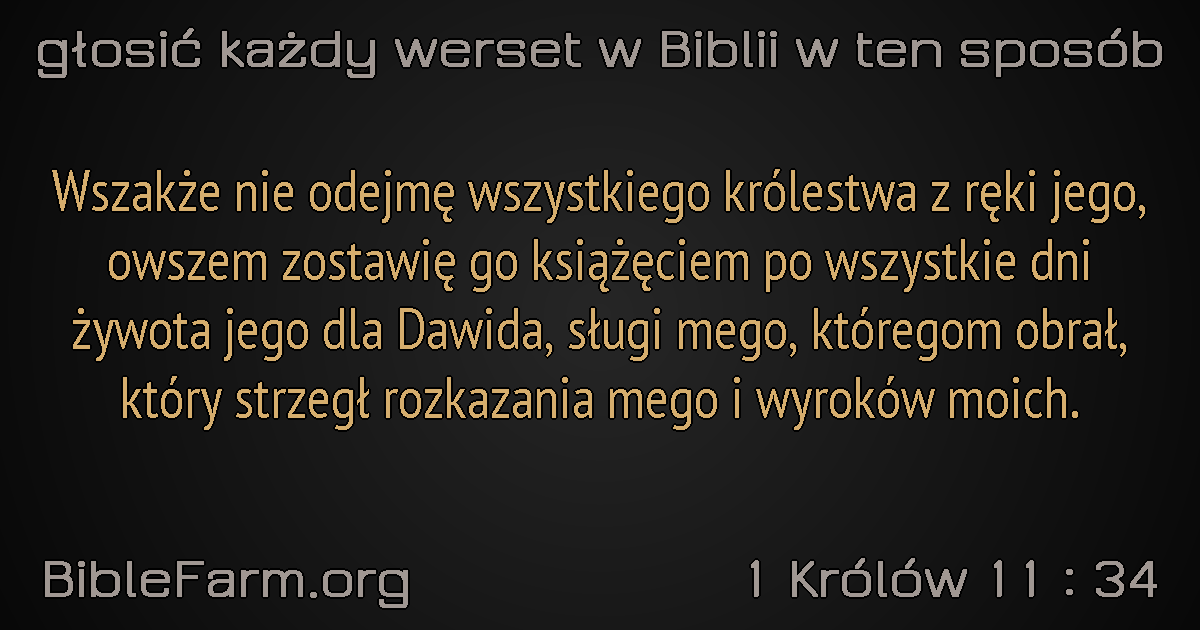 głosić każdy werset w Biblii w ten sposób
Wszakże nie odejmę wszystkiego królestwa z ręki jego,
owszem zostawię go książęciem po wszystkie dni
żywota jego dla Dawida, sługi mego, któregom obrał,
który strzegł rozkazania mego i wyroków moich.
BibleFarm.org
1 Królów 11 : 34